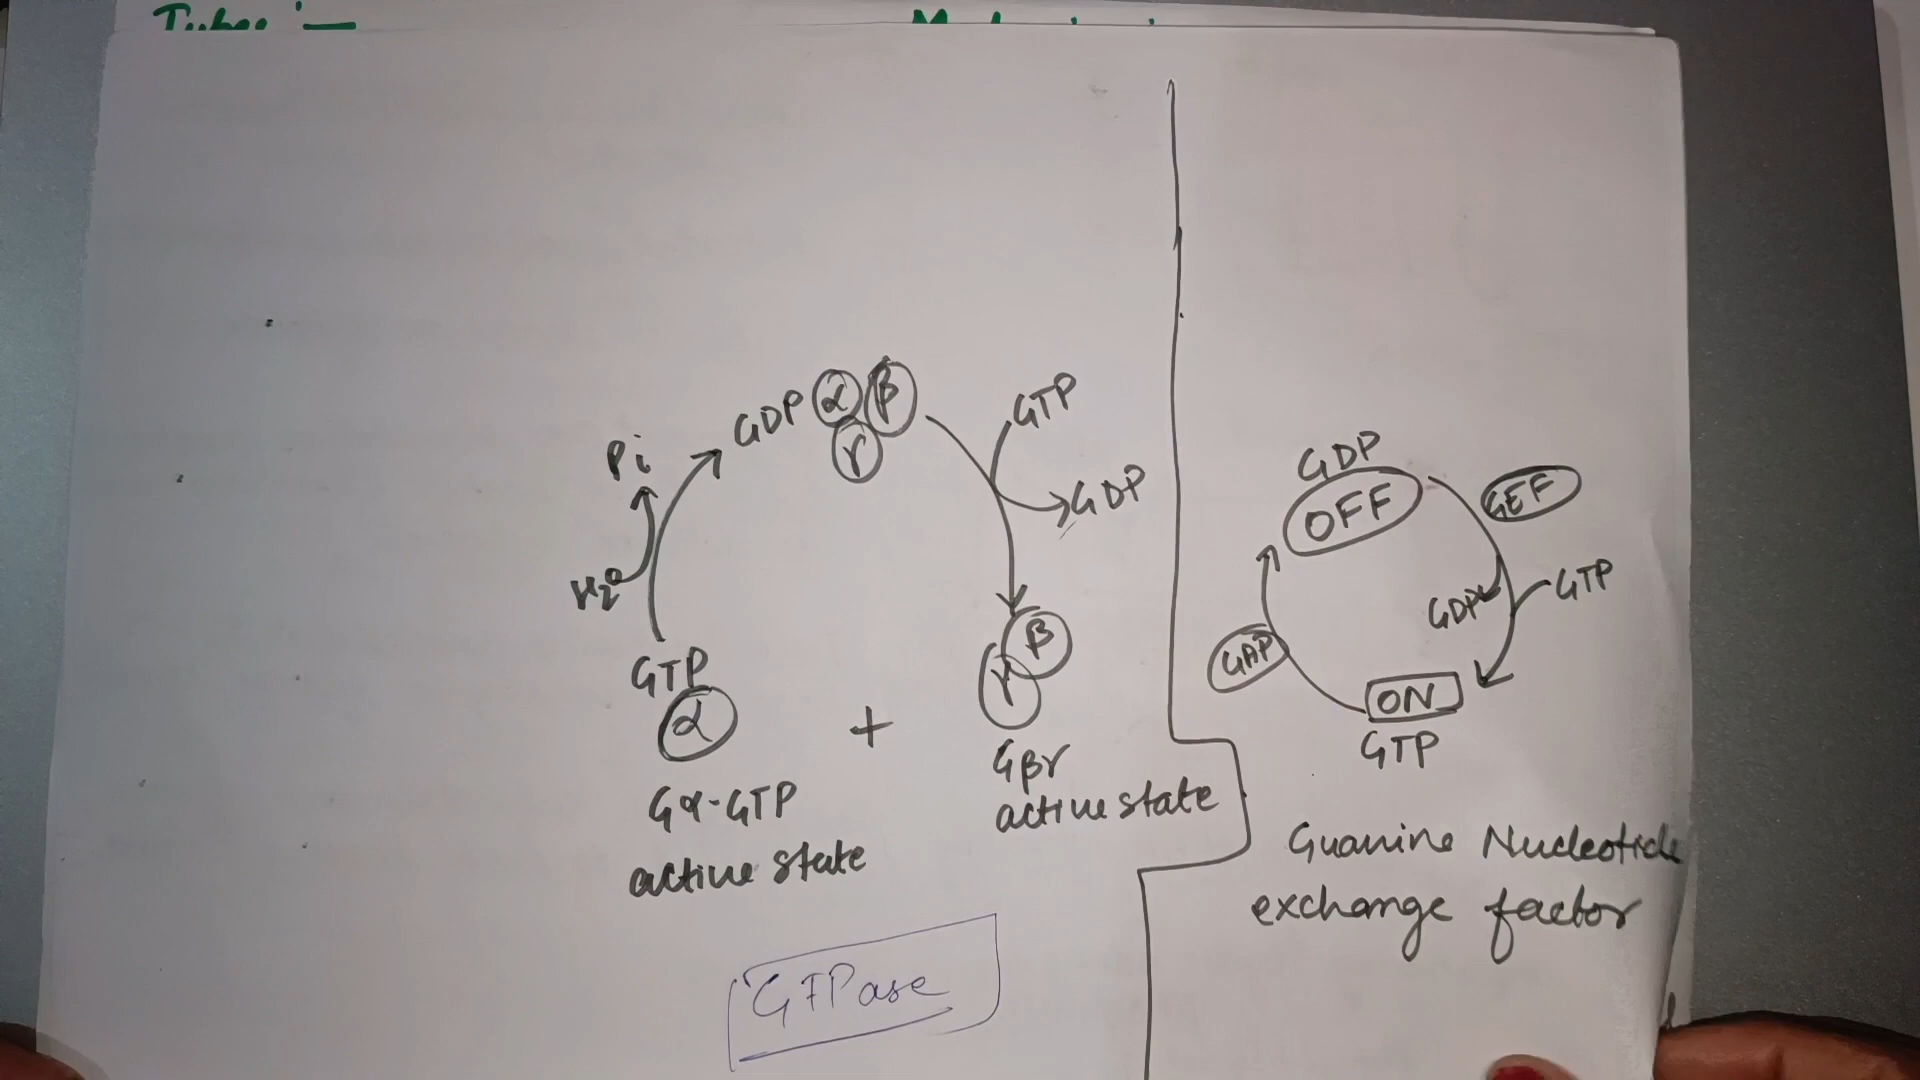 GDP α β
γ
GTP
GDP
Pi
H2O
GTP
α
+
β
γ
Gα-GTP
active state
Gβγ
active state
GTPase
GDP
OFF
GEF
GDP
GTP
GAP
ON
GTP
Guanine Nucleotide
exchange factor